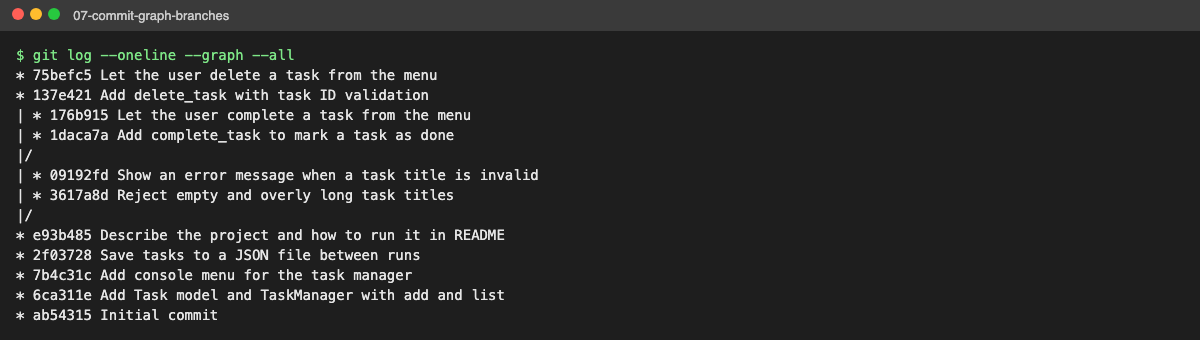 07-commit-graph-branches
$ git log --oneline --graph --all
* 75befc5 Let the user delete a task from the menu
* 137e421 Add delete_task with task ID validation
| * 176b915 Let the user complete a task from the menu
| * 1daca7a Add complete_task to mark a task as done
|/
| * 09192fd Show an error message when a task title is invalid
| * 3617a8d Reject empty and overly long task titles
|/
* e93b485 Describe the project and how to run it in README
* 2f03728 Save tasks to a JSON file between runs
* 7b4c31c Add console menu for the task manager
* 6ca311e Add Task model and TaskManager with add and list
* ab54315 Initial commit